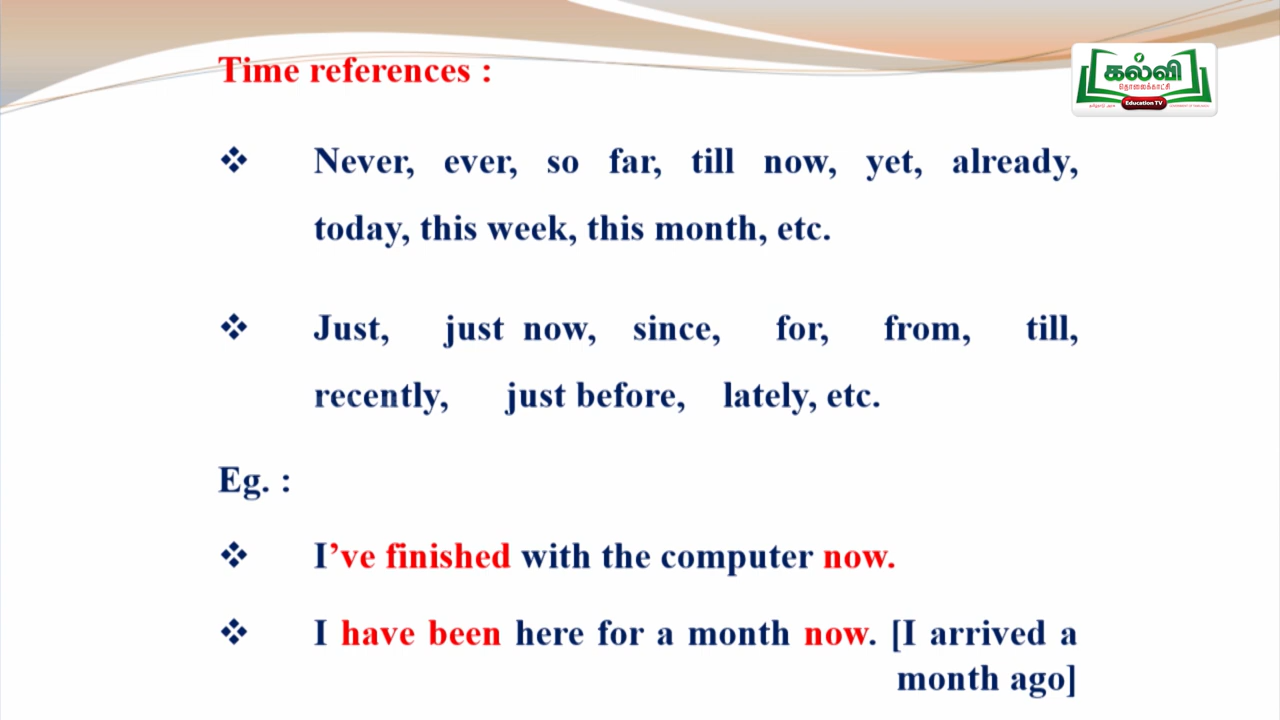 Time references :
கல்வி
தொலைக்காட்சி
Education TV
❖ Never, ever, so far, till now, yet, already,
today, this week, this month, etc.
❖ Just, just now, since, for, from, till,
recently, just before, lately, etc.
Eg. :
❖ I’ve finished with the computer now.
❖ I have been here for a month now. [I arrived a
month ago]